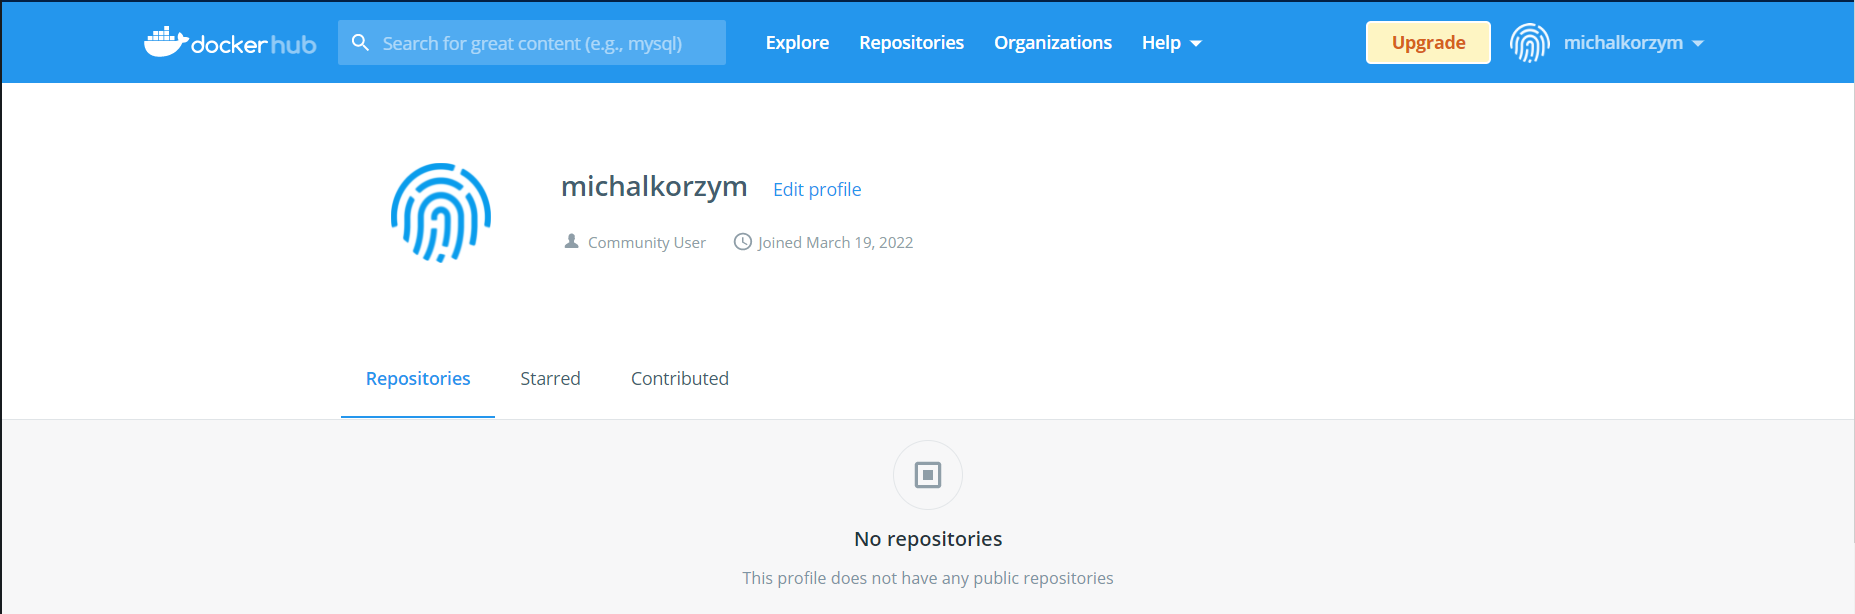 docker hub Search for great content (e.g., mysql) Explore Repositories Organizations Help Upgrade michalkorzym
michalkorzym Edit profile
Community User Joined March 19, 2022
Repositories Starred Contributed
No repositories
This profile does not have any public repositories